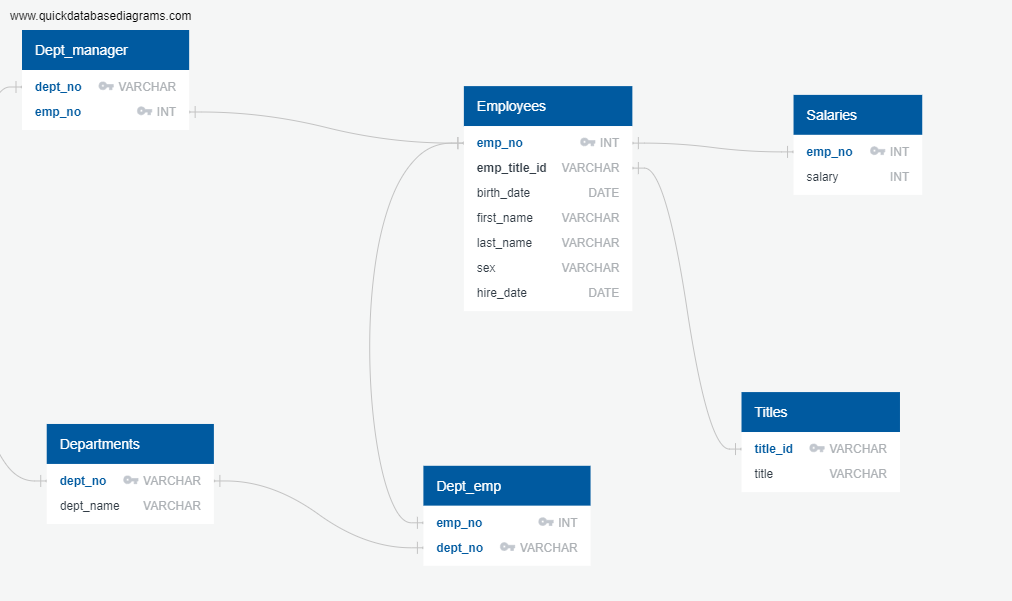 www.quickdatabasediagrams.com
Dept_manager
dept_no VARCHAR
emp_no INT
Employees
emp_no INT
emp_title_id VARCHAR
birth_date DATE
first_name VARCHAR
last_name VARCHAR
sex VARCHAR
hire_date DATE
Salaries
emp_no INT
salary INT
Departments
dept_no VARCHAR
dept_name VARCHAR
Dept_emp
emp_no INT
dept_no VARCHAR
Titles
title_id VARCHAR
title VARCHAR